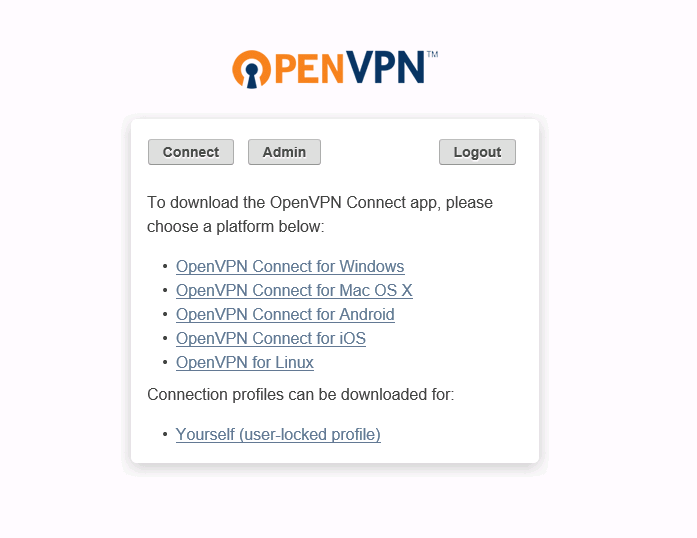 OPENVPN™
Connect Admin Logout
To download the OpenVPN Connect app, please
choose a platform below:
• OpenVPN Connect for Windows
• OpenVPN Connect for Mac OS X
• OpenVPN Connect for Android
• OpenVPN Connect for iOS
• OpenVPN for Linux
Connection profiles can be downloaded for:
• Yourself (user-locked profile)